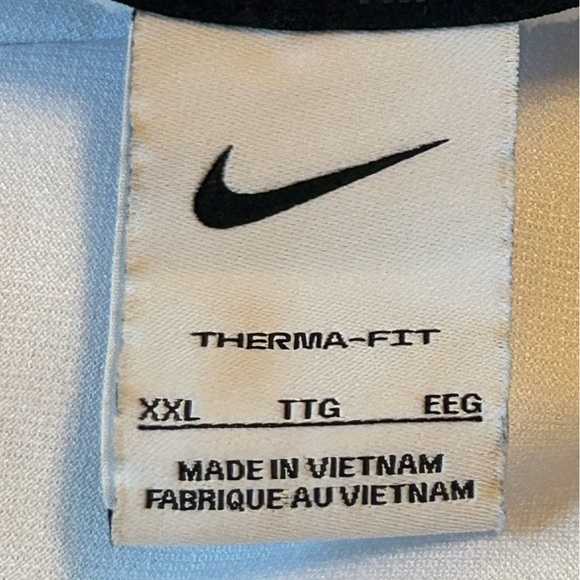 THERMA-FIT
XXL TTG EEG
MADE IN VIETNAM
FABRIQUE AU VIETNAM